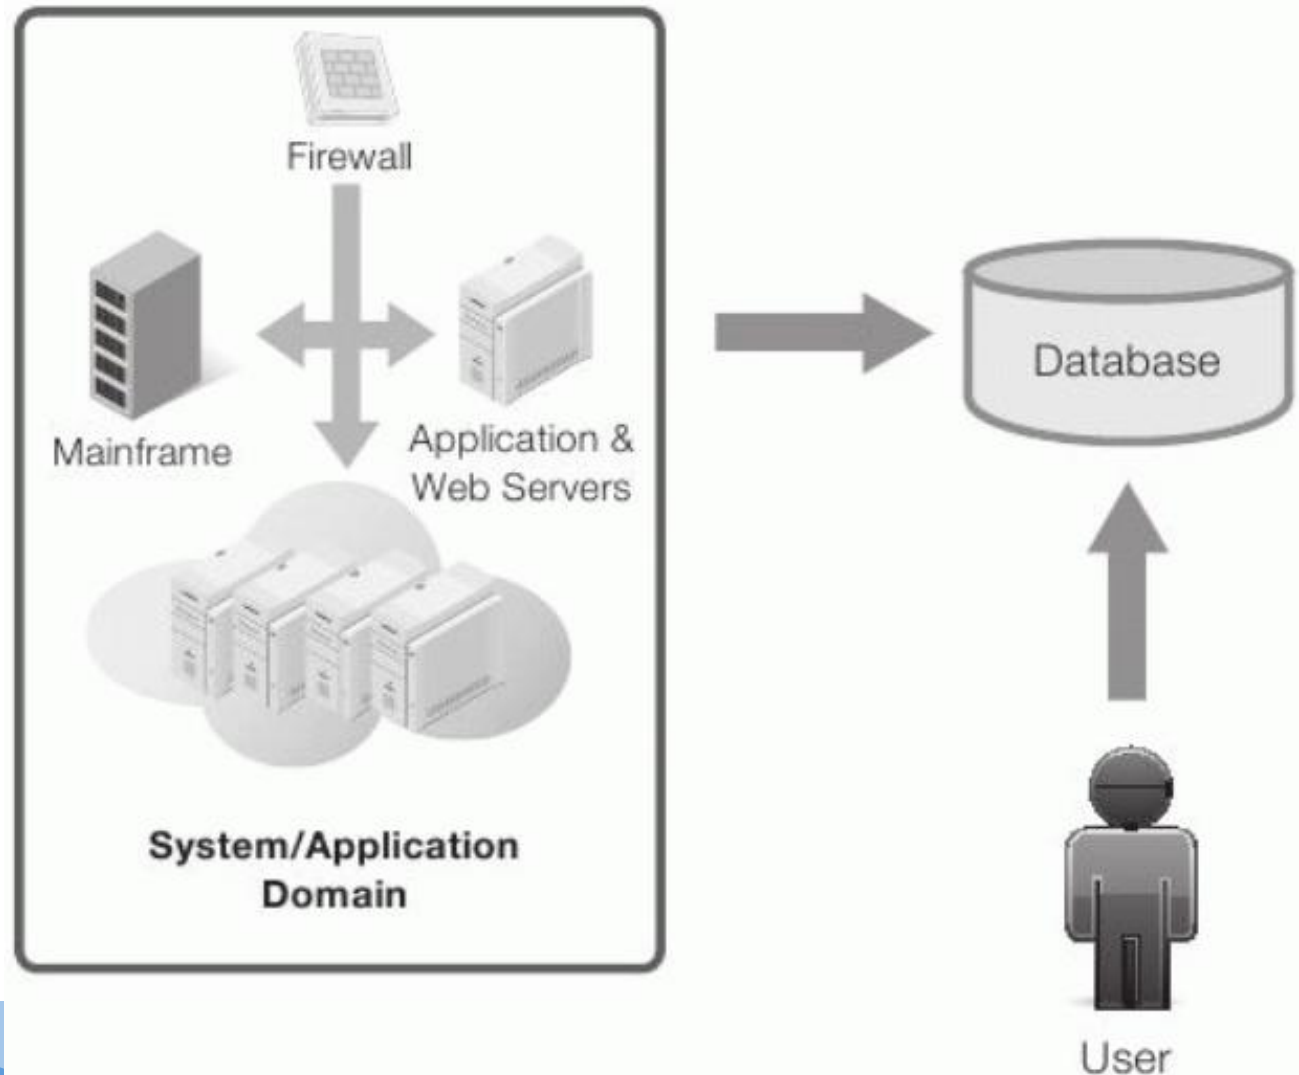 Firewall
Mainframe
Application &
Web Servers
System/Application
Domain
Database
User